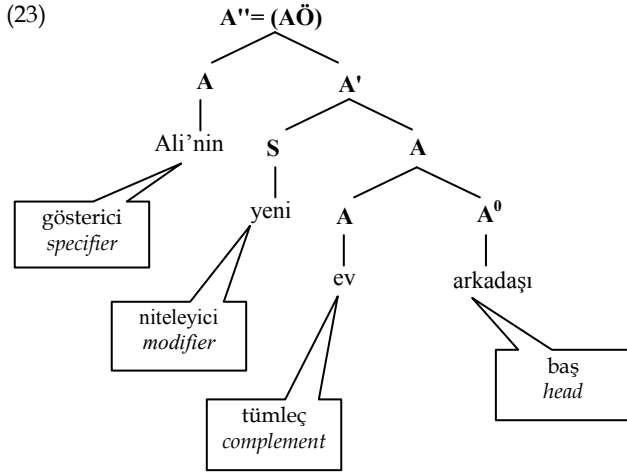 (23)
A''= (AÖ)
A A'
Ali’nin S A
gösterici
specifier
yeni A A⁰
niteleyici
modifier
ev arkadaşı
tümleç
complement
baş
head